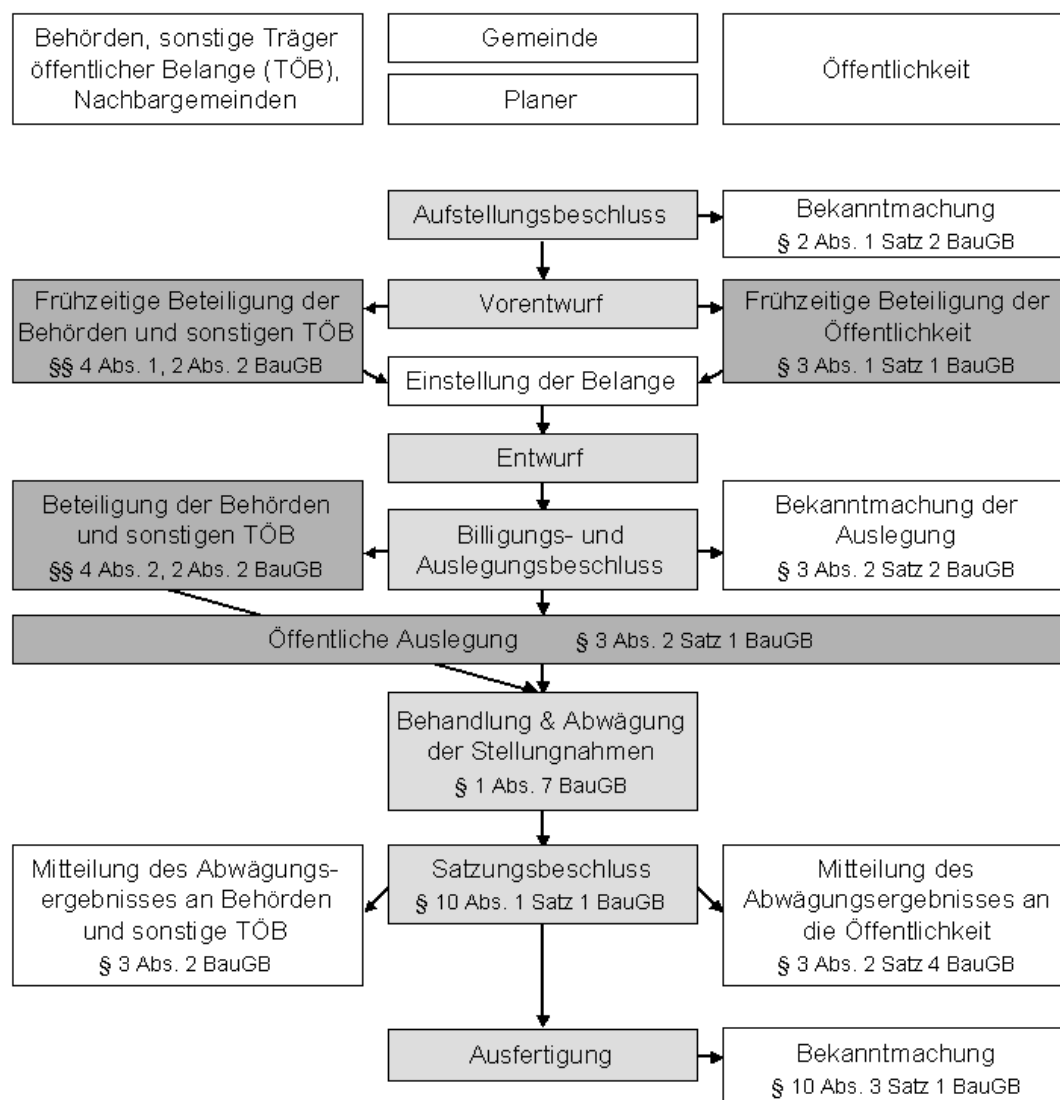 Behörden, sonstige Träger
öffentlicher Belange (TÖB),
Nachbargemeinden
Gemeinde
Planer
Öffentlichkeit
Aufstellungsbeschluss
Bekanntmachung
§ 2 Abs. 1 Satz 2 BauGB
Frühzeitige Beteiligung der
Behörden und sonstigen TÖB
§§ 4 Abs. 1, 2 Abs. 2 BauGB
Vorentwurf
Frühzeitige Beteiligung der
Öffentlichkeit
§ 3 Abs. 1 Satz 1 BauGB
Einstellung der Belange
Entwurf
Beteiligung der Behörden
und sonstigen TÖB
§§ 4 Abs. 2, 2 Abs. 2 BauGB
Billigungs- und
Auslegungsbeschluss
Bekanntmachung der
Auslegung
§ 3 Abs. 2 Satz 2 BauGB
Öffentliche Auslegung § 3 Abs. 2 Satz 1 BauGB
Behandlung & Abwägung
der Stellungnahmen
§ 1 Abs. 7 BauGB
Mitteilung des Abwägungs-
ergebnisses an Behörden
und sonstige TÖB
§ 3 Abs. 2 BauGB
Satzungsbeschluss
§ 10 Abs. 1 Satz 1 BauGB
Mitteilung des
Abwägungsergebnisses an
die Öffentlichkeit
§ 3 Abs. 2 Satz 4 BauGB
Ausfertigung
Bekanntmachung
§ 10 Abs. 3 Satz 1 BauGB